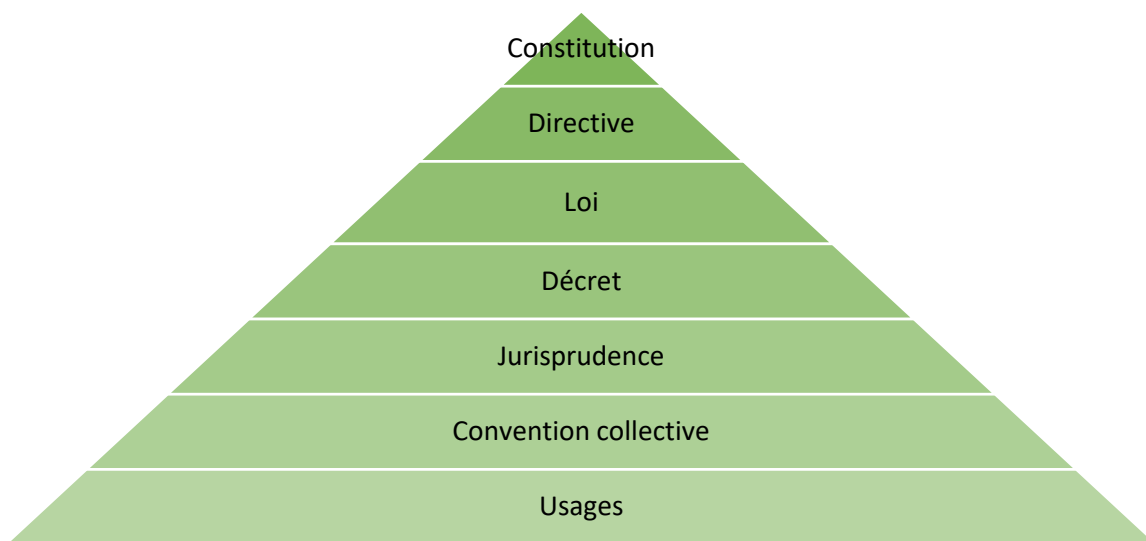 Constitution
Directive
Loi
Décret
Jurisprudence
Convention collective
Usages